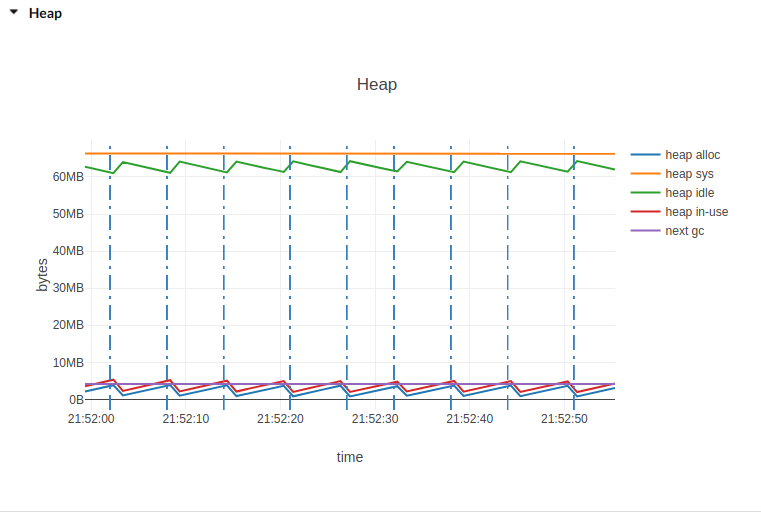 Heap
Heap
heap alloc
heap sys
heap idle
heap in-use
next gc
bytes
60MB
50MB
40MB
30MB
20MB
10MB
0B
21:52:00 21:52:10 21:52:20 21:52:30 21:52:40 21:52:50
time